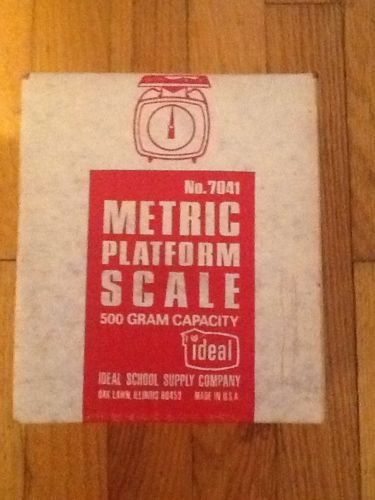 No. 7041
METRIC
PLATFORM
SCALE
500 GRAM CAPACITY
ideal
IDEAL SCHOOL SUPPLY COMPANY
OAK LAWN, ILLINOIS 60453 MADE IN U.S.A.